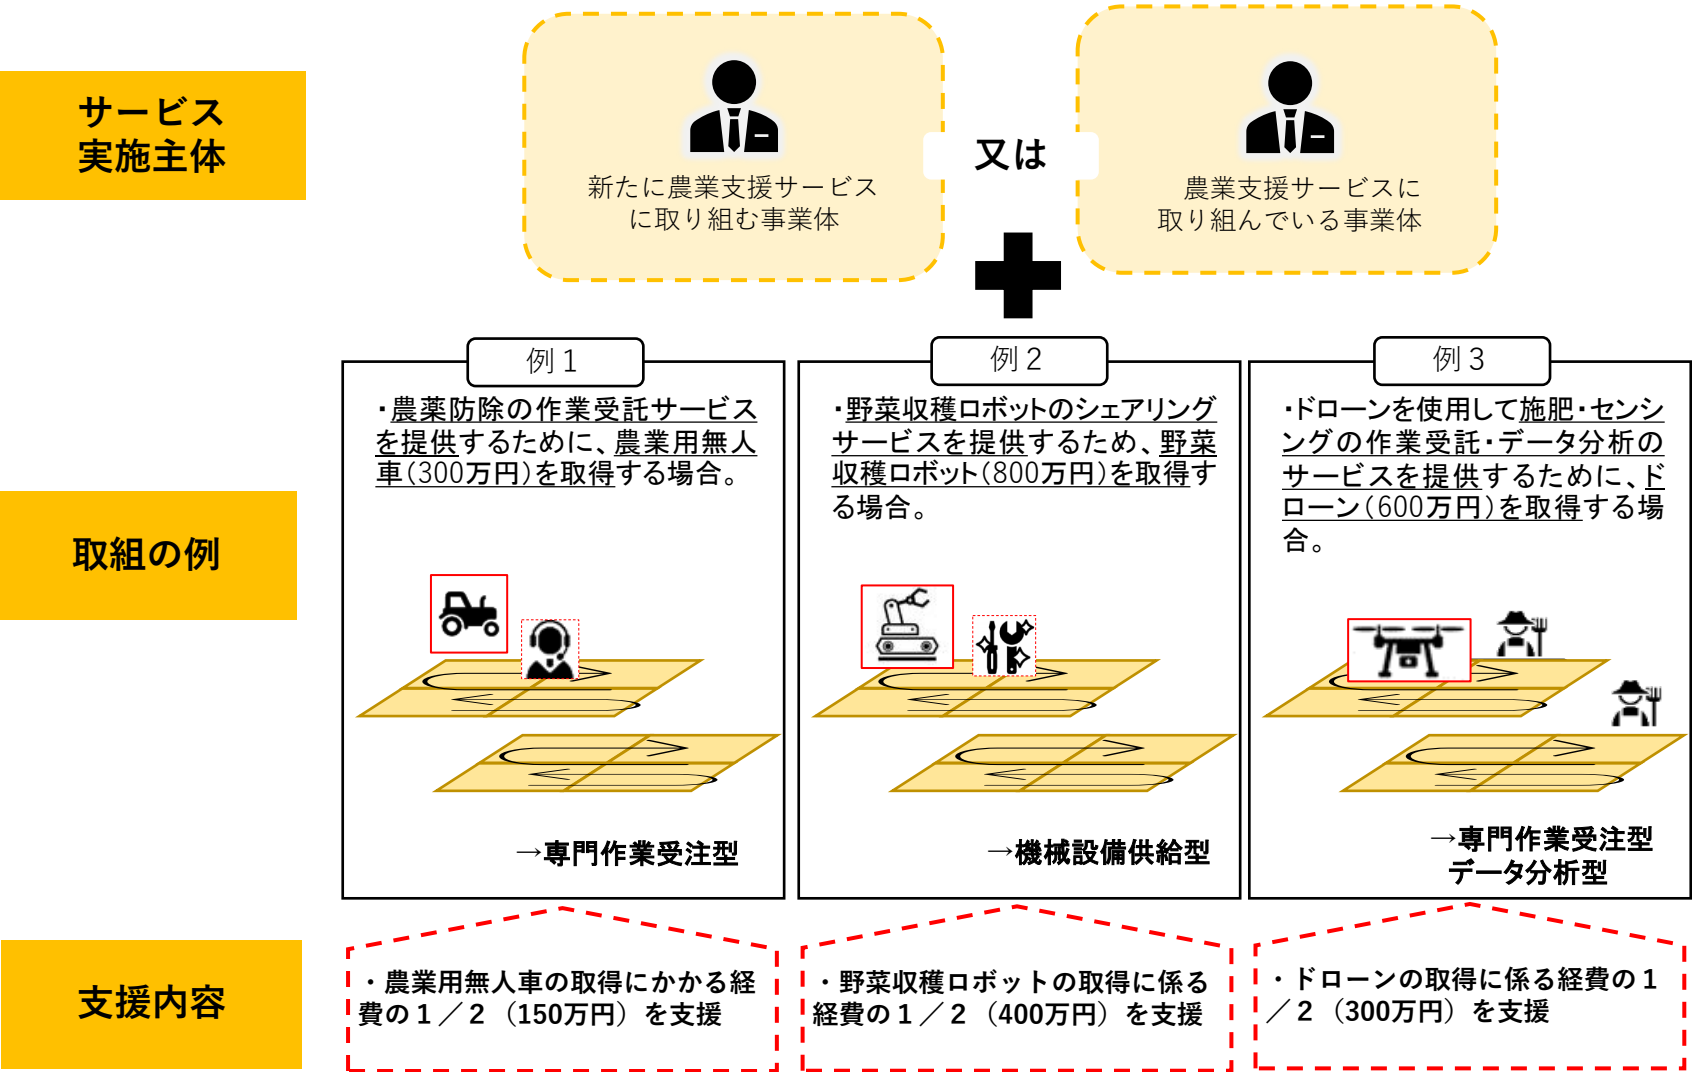 サービス
実施主体
新たに農業支援サービス
に取り組む事業体
又は
農業支援サービスに
取り組んでいる事業体
取組の例
例１
・農薬防除の作業受託サービス
を提供するために、農業用無人
車（300万円）を取得する場合。
→専門作業受注型
例２
・野菜収穫ロボットのシェアリング
サービスを提供するため、野菜
収穫ロボット（800万円）を取得す
る場合。
→機械設備供給型
例３
・ドローンを使用して施肥・センシ
ングの作業受託・データ分析の
サービスを提供するために、ド
ローン（600万円）を取得する場
合。
→専門作業受注型
データ分析型
支援内容
・農業用無人車の取得にかかる経
費の１／２（150万円）を支援
・野菜収穫ロボットの取得に係る
経費の１／２（400万円）を支援
・ドローンの取得に係る経費の１
／２（300万円）を支援